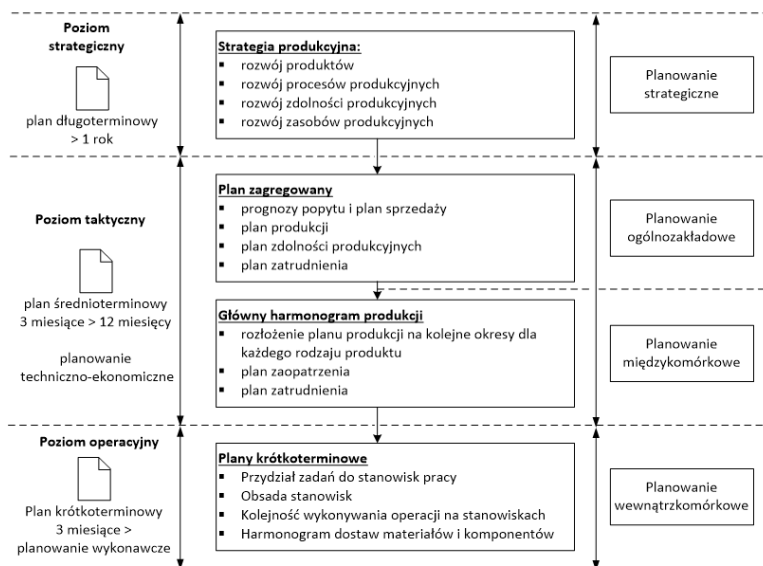 Poziom
strategiczny
plan długoterminowy
> 1 rok
Strategia produkcyjna:
▪ rozwój produktów
▪ rozwój procesów produkcyjnych
▪ rozwój zdolności produkcyjnych
▪ rozwój zasobów produkcyjnych
Planowanie
strategiczne
Poziom taktyczny
plan średnioterminowy
3 miesiące > 12 miesięcy
planowanie
techniczno-ekonomiczne
Plan zagregowany
▪ prognozy popytu i plan sprzedaży
▪ plan produkcji
▪ plan zdolności produkcyjnych
▪ plan zatrudnienia
Planowanie
ogólnozakładowe
Główny harmonogram produkcji
▪ rozłożenie planu produkcji na kolejne okresy dla
każdego rodzaju produktu
▪ plan zaopatrzenia
▪ plan zatrudnienia
Planowanie
międzykomórkowe
Poziom operacyjny
Plan krótkoterminowy
3 miesiące >
planowanie wykonawcze
Plany krótkoterminowe
▪ Przydział zadań do stanowisk pracy
▪ Obsada stanowisk
▪ Kolejność wykonywania operacji na stanowiskach
▪ Harmonogram dostaw materiałów i komponentów
Planowanie
wewnątrzkomórkowe